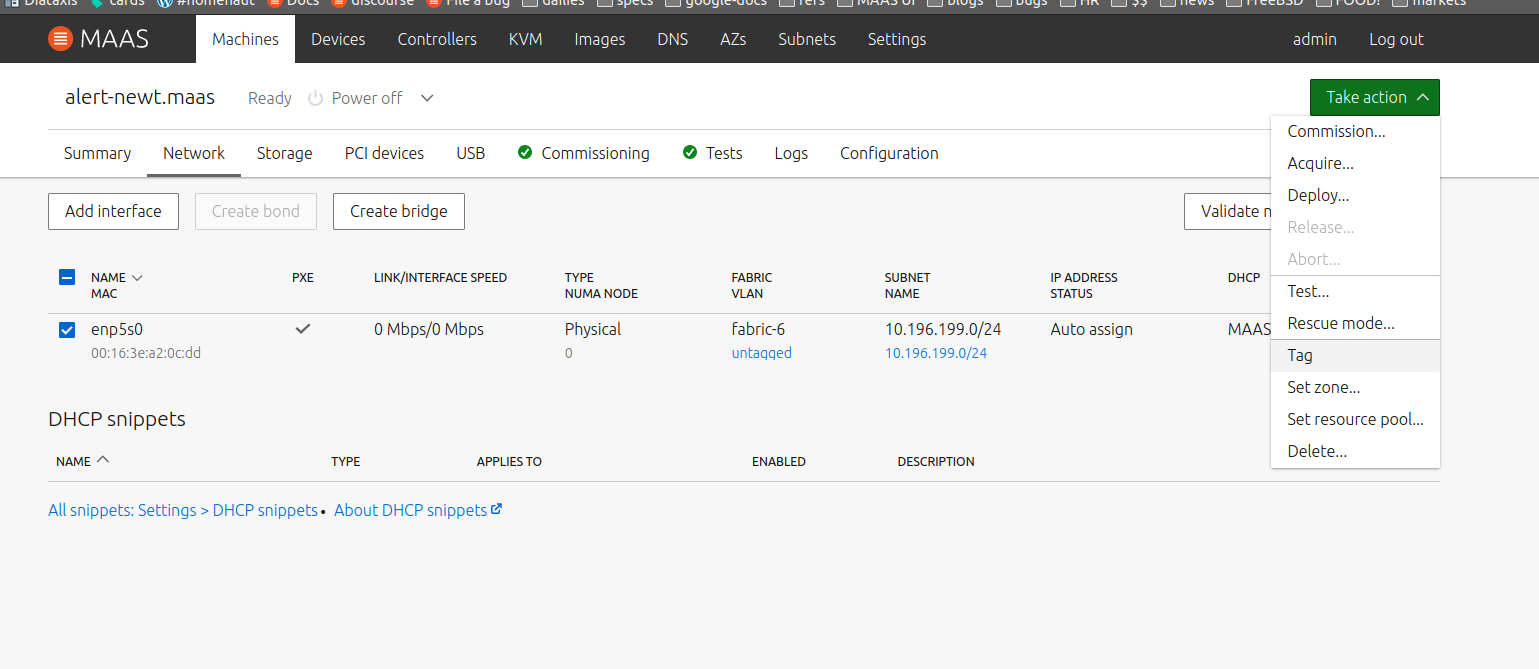 cards #homenaut Docs discourse File a bug dailies specs google-docs MAAS UI blogs bugs HR $$ news FreeBSD FOOD! markets
MAAS Machines Devices Controllers KVM Images DNS AZs Subnets Settings admin Log out
alert-newt.maas Ready Power off Take action
Summary Network Storage PCI devices USB Commissioning Tests Logs Configuration
Add interface Create bond Create bridge Validate n
Commission...
Acquire...
Deploy...
Release...
Abort...
Test...
Rescue mode...
Tag
Set zone...
Set resource pool...
Delete...
NAME PXE LINK/INTERFACE SPEED TYPE FABRIC SUBNET IP ADDRESS DHCP
MAC NUMA NODE VLAN NAME STATUS
enp5s0 0 Mbps/0 Mbps Physical fabric-6 10.196.199.0/24 Auto assign MAAS
00:16:3e:a2:0c:dd 0 untagged 10.196.199.0/24
DHCP snippets
NAME TYPE APPLIES TO ENABLED DESCRIPTION
All snippets: Settings > DHCP snippets • About DHCP snippets